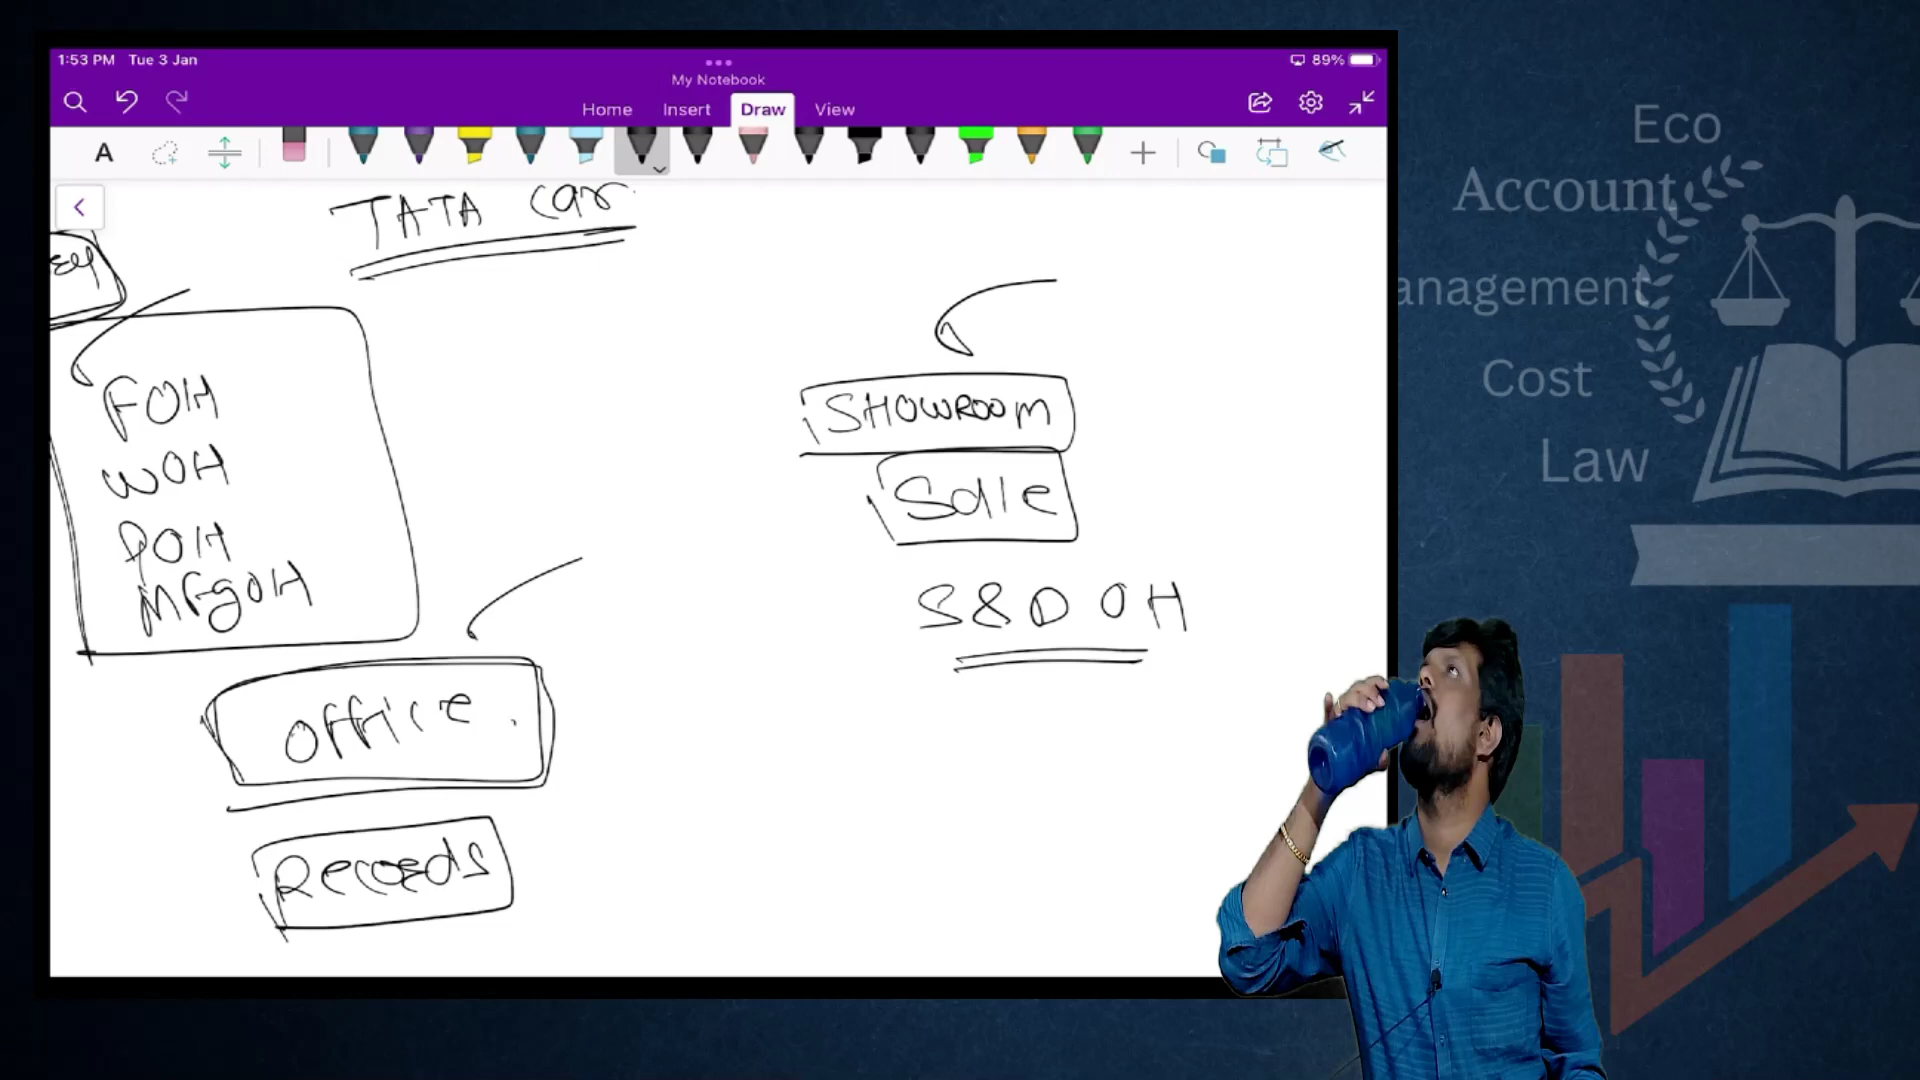 1:53 PM Tue 3 Jan
89%
My Notebook
Home Insert Draw View
A
TATA Car
FOH
WOH
POH
MFgOH
SHOWROOM
Sale
S&D OH
Office
Records
Eco
Account
anagement
Cost
Law